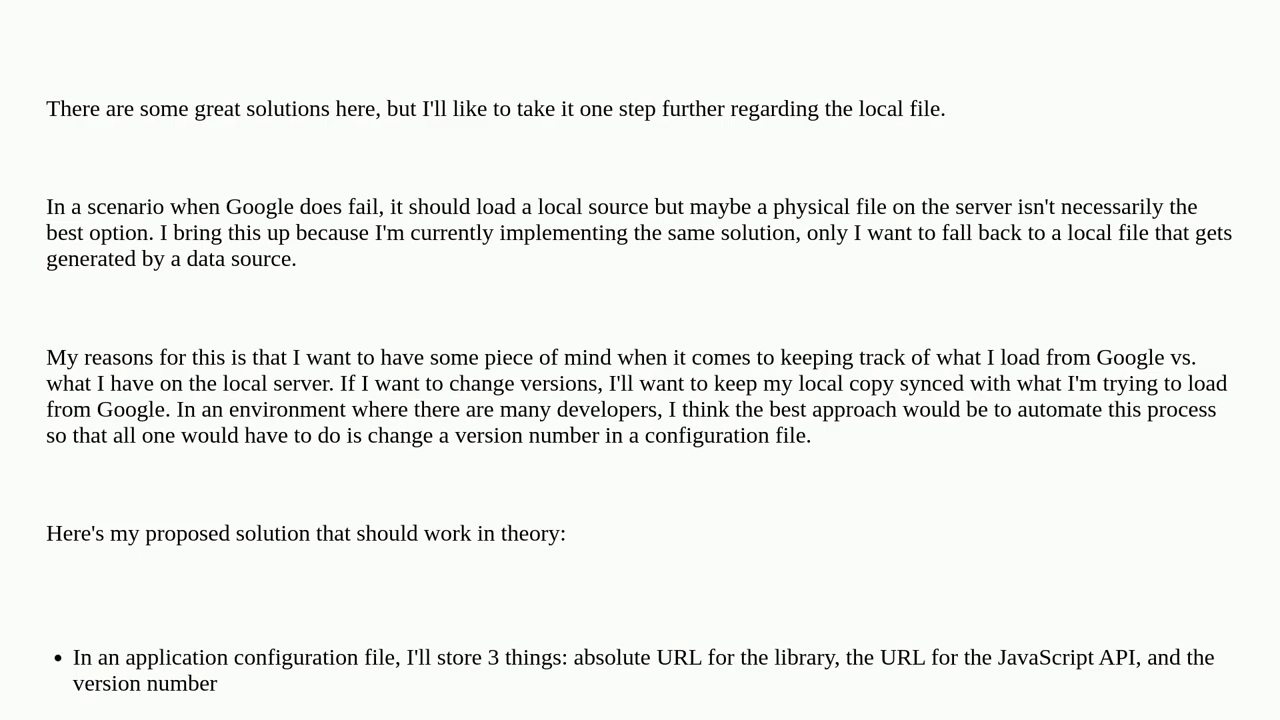 There are some great solutions here, but I'll like to take it one step further regarding the local file.
In a scenario when Google does fail, it should load a local source but maybe a physical file on the server isn't necessarily the
best option. I bring this up because I'm currently implementing the same solution, only I want to fall back to a local file that gets
generated by a data source.
My reasons for this is that I want to have some piece of mind when it comes to keeping track of what I load from Google vs.
what I have on the local server. If I want to change versions, I'll want to keep my local copy synced with what I'm trying to load
from Google. In an environment where there are many developers, I think the best approach would be to automate this process
so that all one would have to do is change a version number in a configuration file.
Here's my proposed solution that should work in theory:
• In an application configuration file, I'll store 3 things: absolute URL for the library, the URL for the JavaScript API, and the
version number